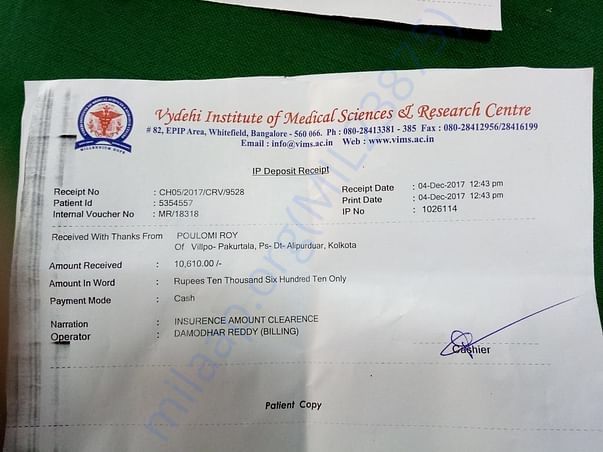 Vydehi Institute of Medical Sciences & Research Centre
# 82, EPIP Area, Whitefield, Bangalore - 560 066. Ph : 080-28413381 - 385 Fax : 080-28412956/28416199
Email : info@vims.ac.in Web : www.vims.ac.in
MILLENNIUM HOPE
IP Deposit Receipt
Receipt No : CH05/2017/CRV/9528 Receipt Date : 04-Dec-2017 12:43 pm
Patient Id : 5354557 Print Date : 04-Dec-2017 12:43 pm
Internal Voucher No : MR/18318 IP No : 1026114
Received With Thanks From POULOMI ROY
Of Villpo- Pakurtala, Ps- Dt- Alipurduar, Kolkota
Amount Received : 10,610.00 /-
Amount In Word : Rupees Ten Thousand Six Hundred Ten Only
Payment Mode : Cash
Narration : INSURENCE AMOUNT CLEARENCE
Operator : DAMODHAR REDDY (BILLING)
Cashier
Patient Copy